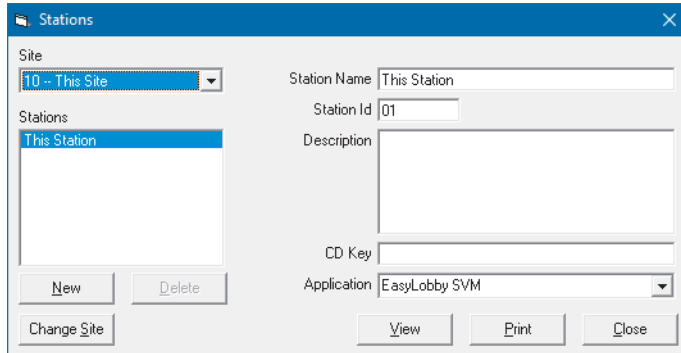 Stations
Site
10 -- This Site
Stations
This Station
New
Delete
Change Site
Station Name This Station
Station Id 01
Description
CD Key
Application EasyLobby SVM
View
Print
Close